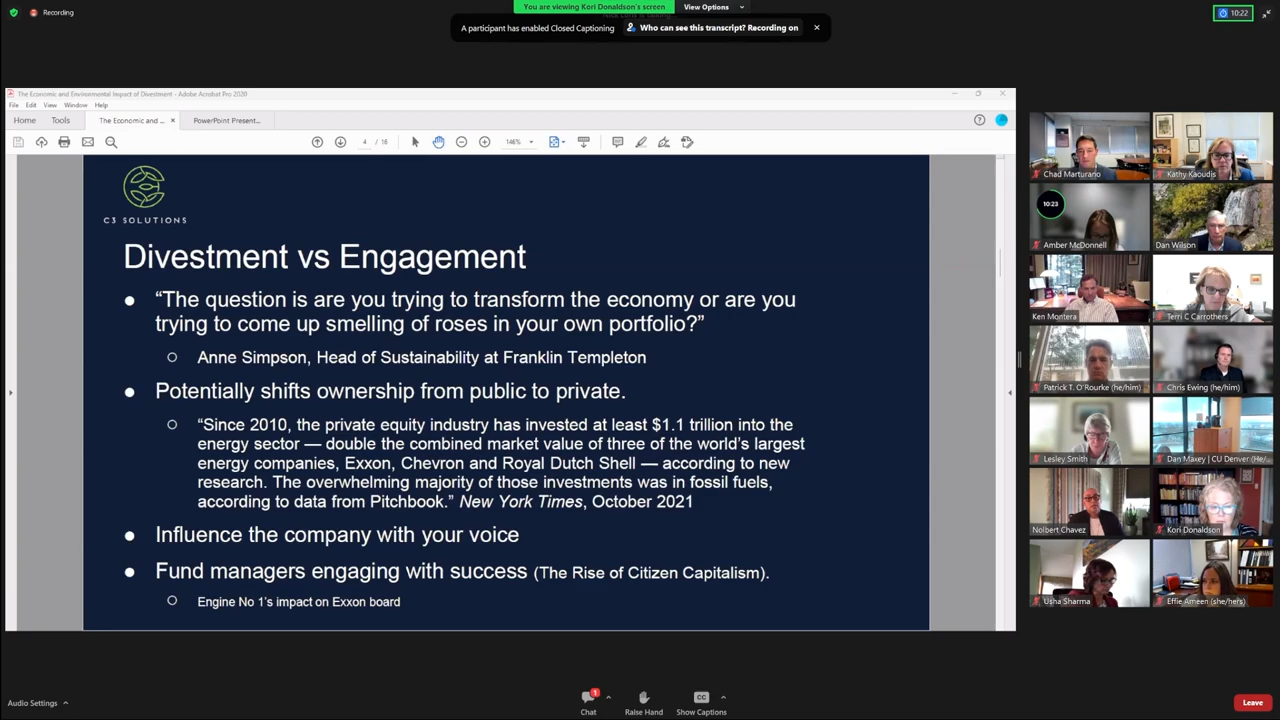 You are viewing Kori Donaldson's screen
View Options
Recording
10:22
A participant has enabled Closed Captioning
Who can see this transcript? Recording on
The Economic and Environmental Impact of Divestment - Adobe Acrobat Pro 2020
File Edit View Window Help
Home Tools The Economic and ... PowerPoint Present...
4 / 16
146%
C3 SOLUTIONS
Divestment vs Engagement
“The question is are you trying to transform the economy or are you
trying to come up smelling of roses in your own portfolio?”
Anne Simpson, Head of Sustainability at Franklin Templeton
Potentially shifts ownership from public to private.
“Since 2010, the private equity industry has invested at least $1.1 trillion into the
energy sector — double the combined market value of three of the world’s largest
energy companies, Exxon, Chevron and Royal Dutch Shell — according to new
research. The overwhelming majority of those investments was in fossil fuels,
according to data from Pitchbook.” New York Times, October 2021
Influence the company with your voice
Fund managers engaging with success (The Rise of Citizen Capitalism).
Engine No 1’s impact on Exxon board
Chad Marturano
Kathy Kaoudis
10:23
Amber McDonnell
Dan Wilson
Ken Montera
Terri C Carrothers
Patrick T. O'Rourke (he/him)
Chris Ewing (he/him)
Lesley Smith
Dan Maxey | CU Denver (He/...
Nolbert Chavez
Kori Donaldson
Usha Sharma
Effie Ameen (she/hers)
Audio Settings
1
Chat
Raise Hand
CC
Show Captions
Leave